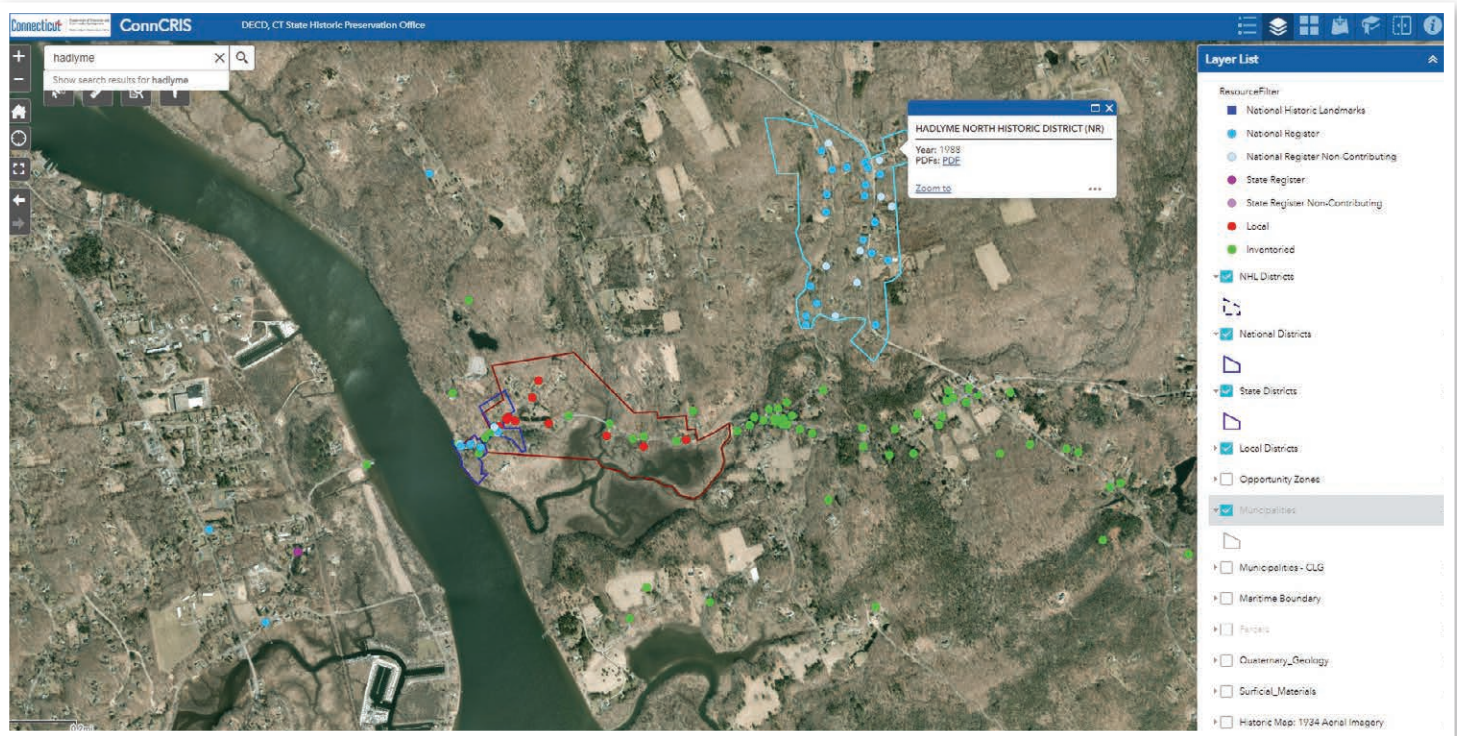 Connecticut
ConnCRIS
DECD, CT State Historic Preservation Office
hadlyme
Show search results for hadlyme
HADLYME NORTH HISTORIC DISTRICT (NR)
Year: 1988
PDFs: PDF
Zoom to
Layer List
ResourceFilter
National Historic Landmarks
National Register
National Register Non-Contributing
State Register
State Register Non-Contributing
Local
Inventoried
NHL Districts
National Districts
State Districts
Local Districts
Opportunity Zones
Municipalities
Municipalities - CLG
Maritime Boundary
Parcels
Quaternary_Geology
Surficial_Materials
Historic Map: 1934 Aerial Imagery